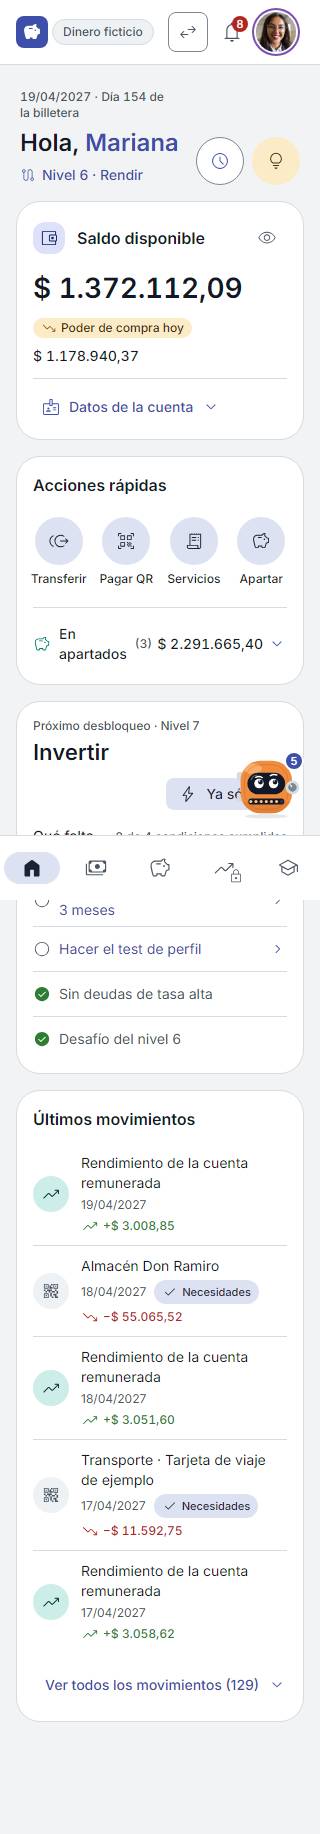 Dinero ficticio
8
19/04/2027 · Día 154 de
la billetera
Hola, Mariana
Nivel 6 · Rendir
Saldo disponible
$ 1.372.112,09
Poder de compra hoy
$ 1.178.940,37
Datos de la cuenta
Acciones rápidas
Transferir
Pagar QR
Servicios
Apartar
En
apartados
(3) $ 2.291.665,40
Próximo desbloqueo · Nivel 7
Invertir
5
Ya
3 meses
Hacer el test de perfil
Sin deudas de tasa alta
Desafío del nivel 6
Últimos movimientos
Rendimiento de la cuenta
remunerada
19/04/2027
+$ 3.008,85
Almacén Don Ramiro
18/04/2027 Necesidades
−$ 55.065,52
Rendimiento de la cuenta
remunerada
18/04/2027
+$ 3.051,60
Transporte · Tarjeta de viaje
de ejemplo
17/04/2027 Necesidades
−$ 11.592,75
Rendimiento de la cuenta
remunerada
17/04/2027
+$ 3.058,62
Ver todos los movimientos (129)